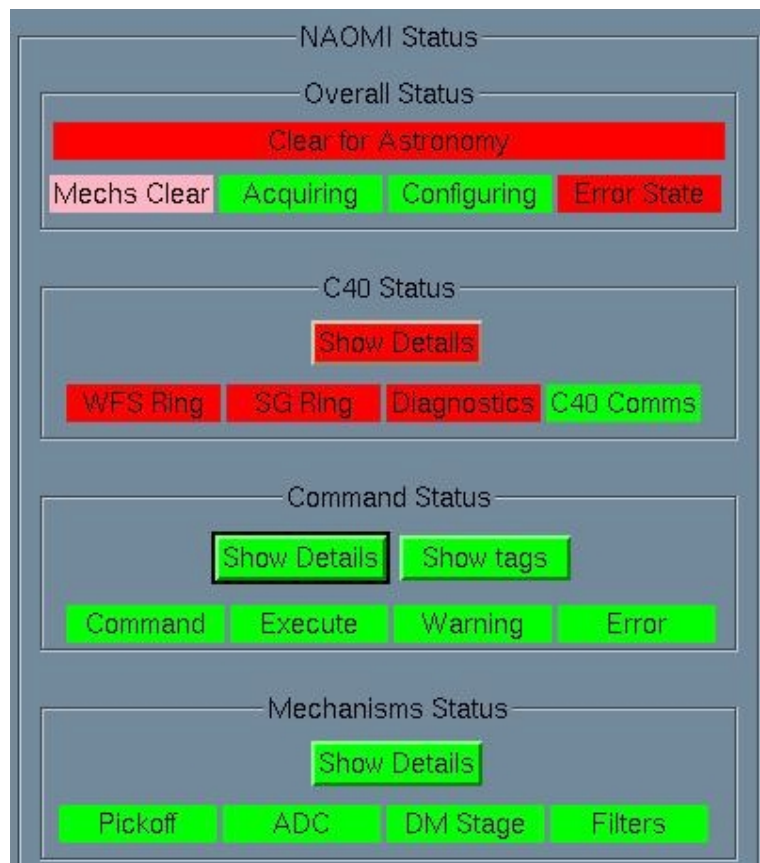 NAOMI Status
Overall Status
Clear for Astronomy
Mechs Clear Acquiring Configuring Error State
C40 Status
Show Details
WFS Ring SG Ring Diagnostics C40 Comms
Command Status
Show Details Show tags
Command Execute Warning Error
Mechanisms Status
Show Details
Pickoff ADC DM Stage Filters